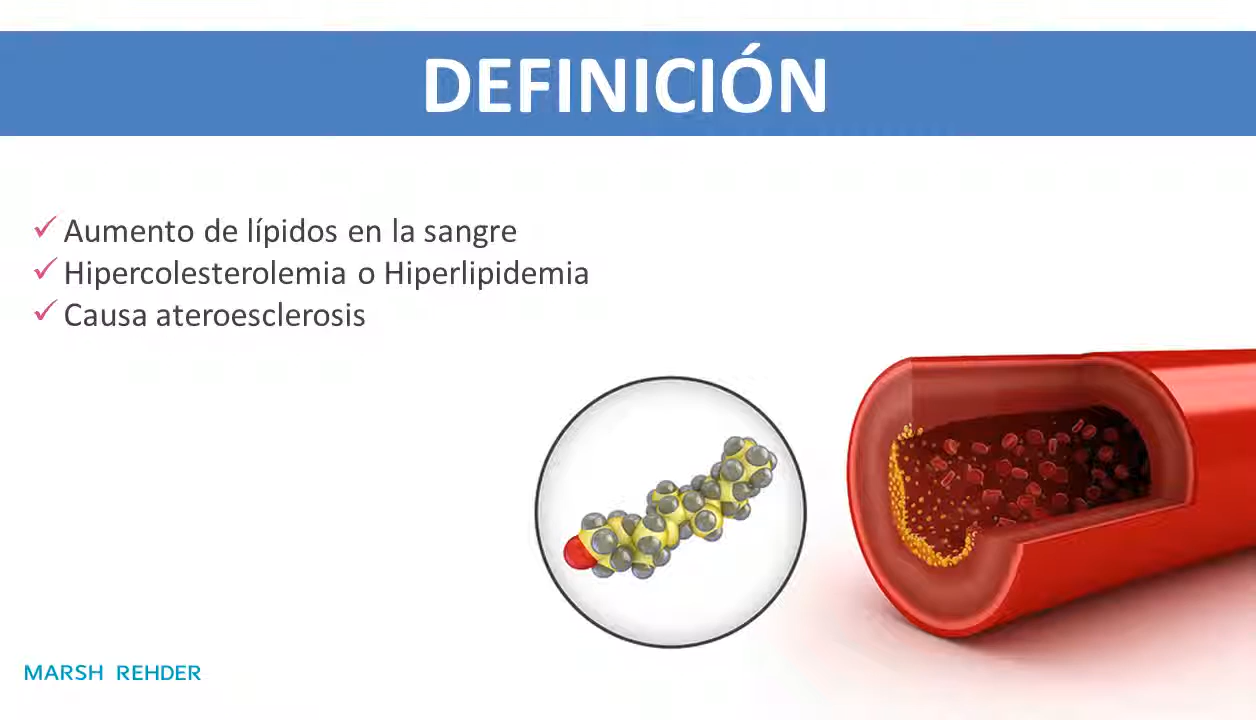 DEFINICIÓN
✓ Aumento de lípidos en la sangre
✓ Hipercolesterolemia o Hiperlipidemia
✓ Causa ateroesclerosis
MARSH REHDER